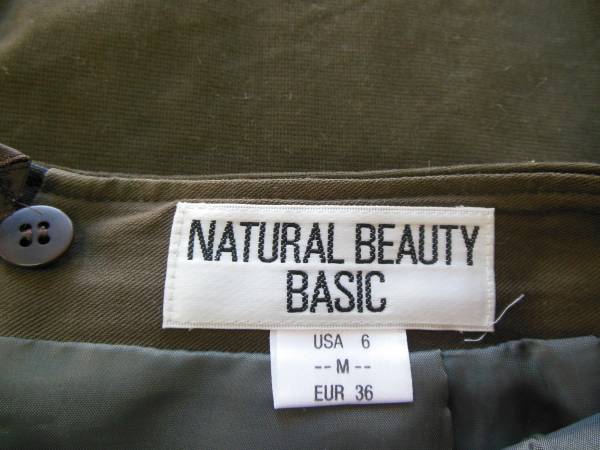 NATURAL BEAUTY
BASIC
USA 6
-- M --
EUR 36